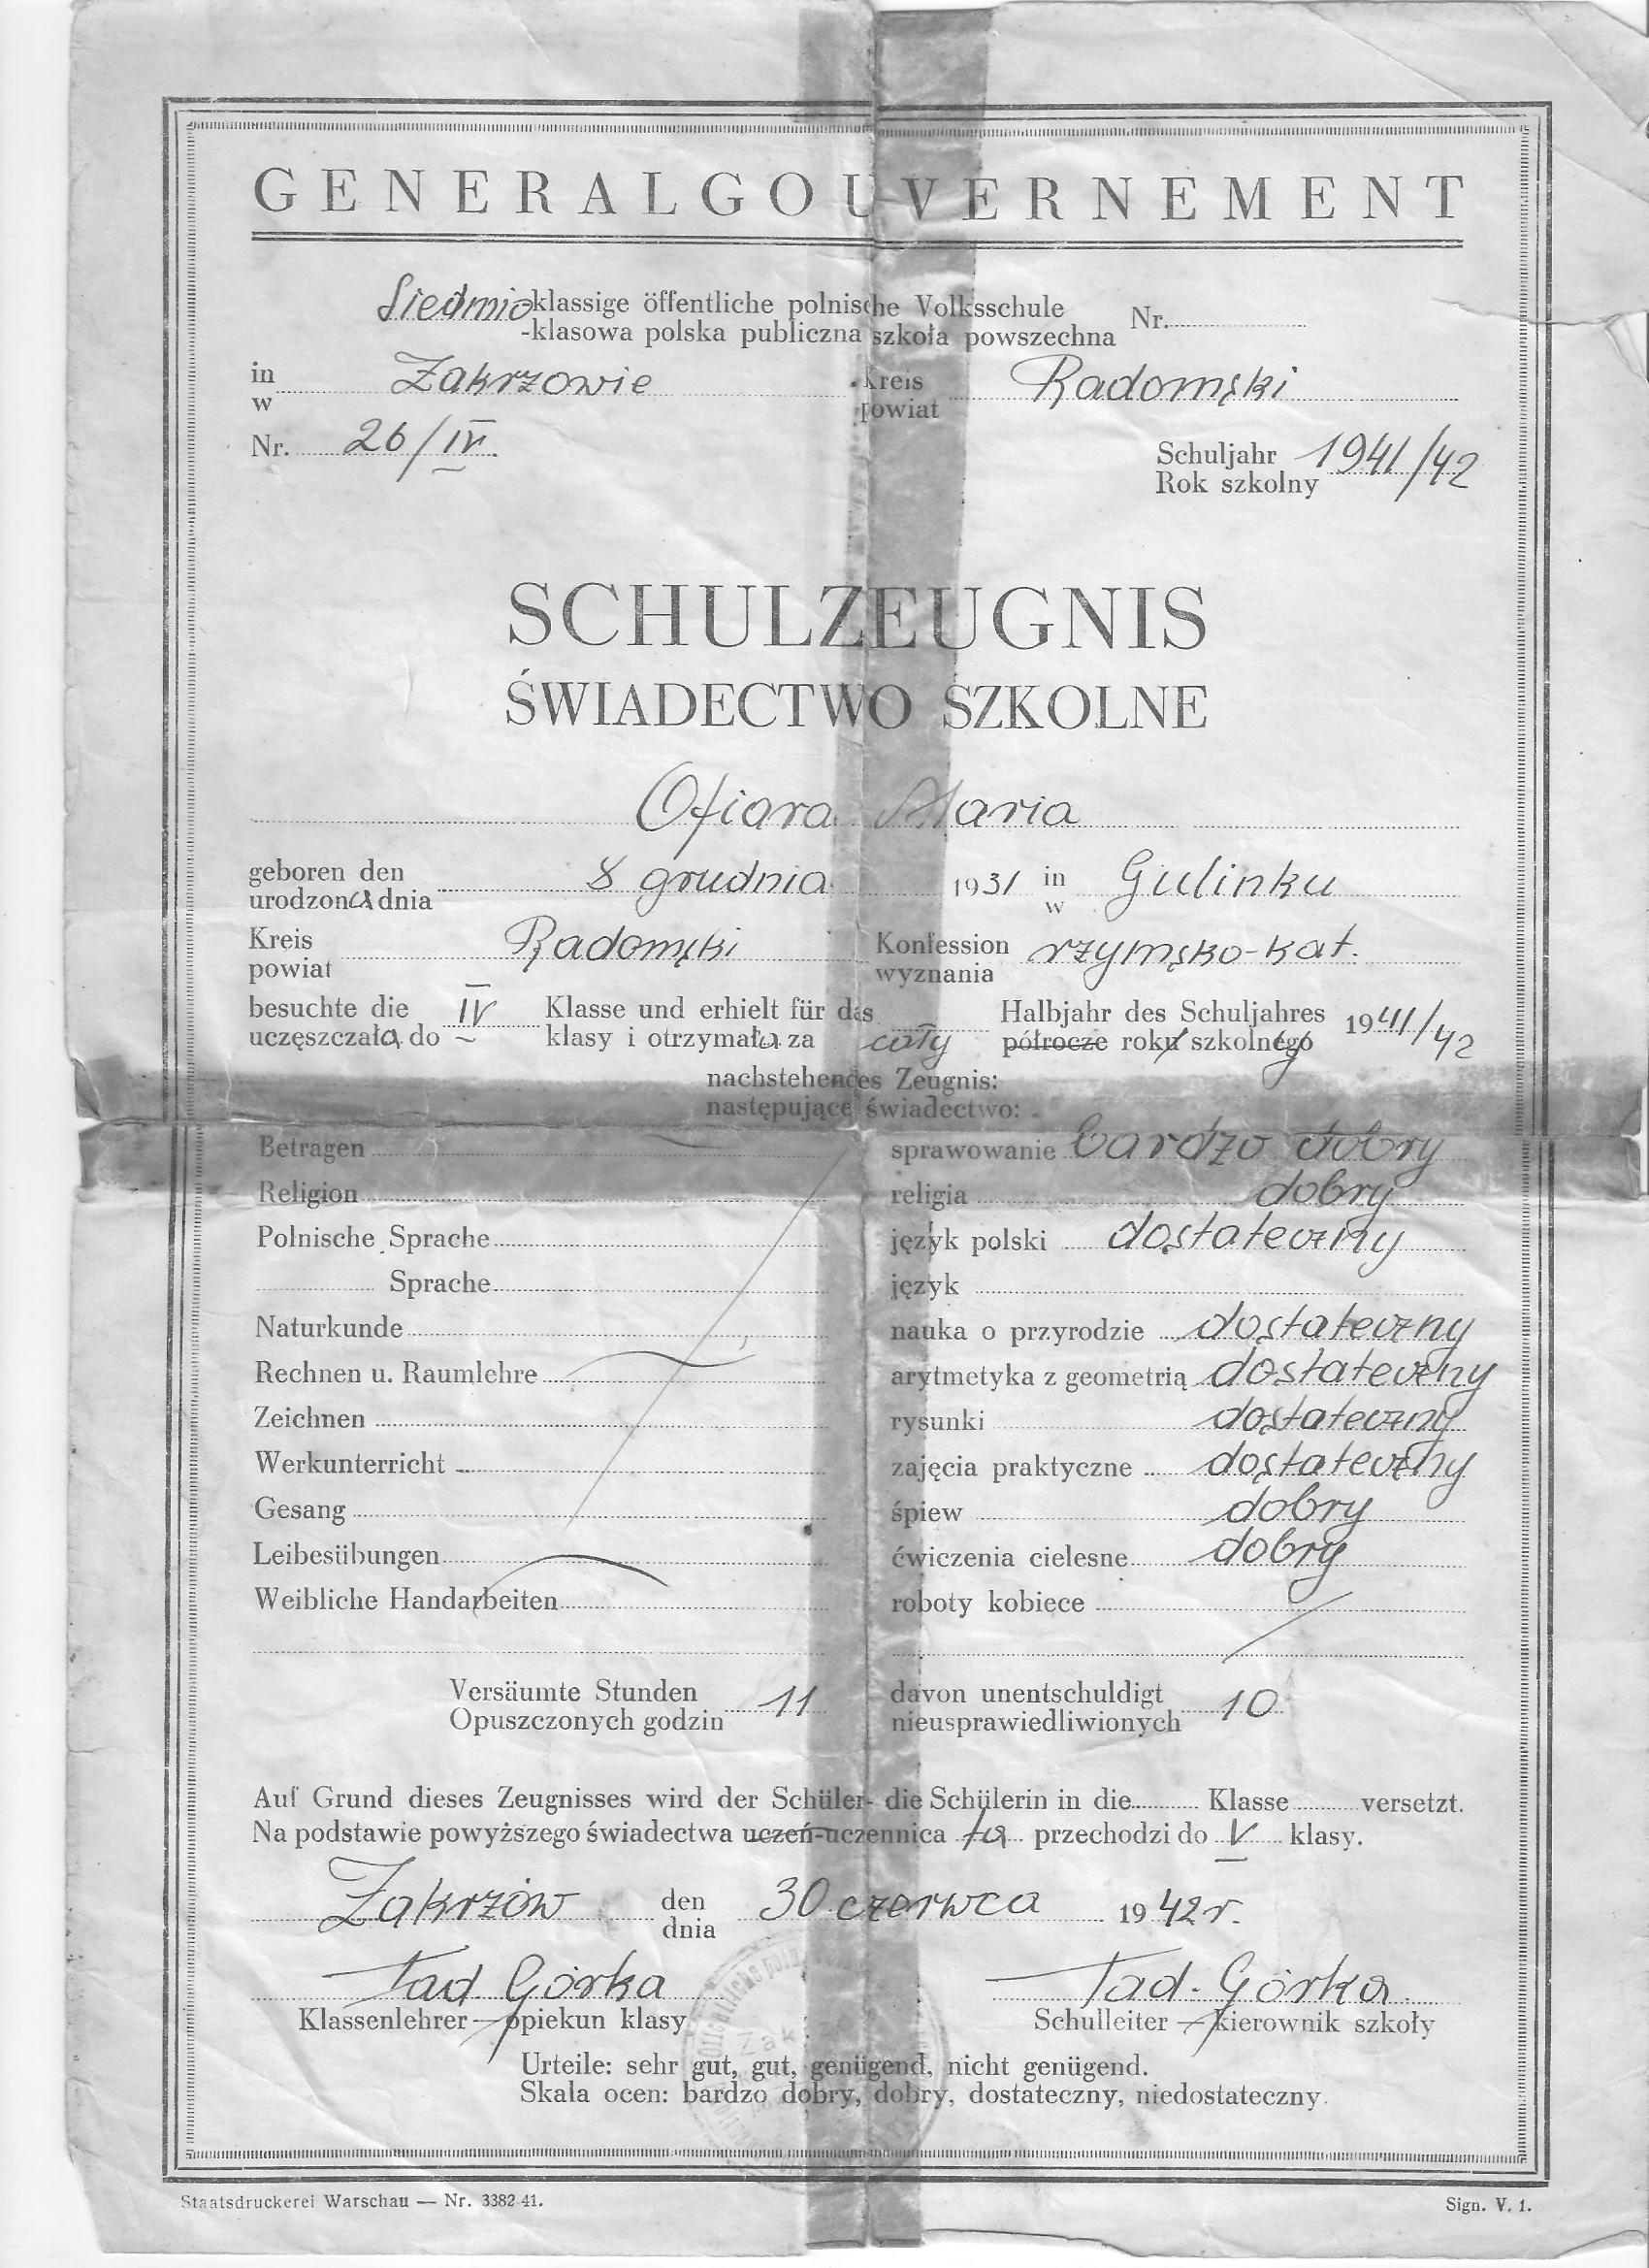 GENERALGOUVERNEMENT
Siedmioklassige öffentliche polnische Volksschule Nr.
-klasowa polska publiczna szkoła powszechna
in Zakrzowie Kreis Radomski
w powiat
Nr. 26/IV. Schuljahr 1941/42
Rok szkolny
SCHULZEUGNIS
ŚWIADECTWO SZKOLNE
Ofiara Maria
geboren den 8 grudnia 1931 in Gulinku
urodzona dnia w
Kreis Radomski Konfession rzymsko-kat.
powiat wyznania
besuchte die IV Klasse und erhielt für das Halbjahr des Schuljahres 1941/42
uczęszczała do klasy i otrzymała za cały półrocze roku szkolnego
nachstehendes Zeugnis:
następujące świadectwo:
Betragen sprawowanie bardzo dobry
Religion religia dobry
Polnische Sprache język polski dostateczny
Sprache język
Naturkunde nauka o przyrodzie dostateczny
Rechnen u. Raumlehre arytmetyka z geometrią dostateczny
Zeichnen rysunki dostateczny
Werkunterricht zajęcia praktyczne dostateczny
Gesang śpiew dobry
Leibesübungen ćwiczenia cielesne dobry
Weibliche Handarbeiten roboty kobiece
Versäumte Stunden 11 davon unentschuldigt 10
Opuszczonych godzin nieusprawiedliwionych
Auf Grund dieses Zeugnisses wird der Schüler- die Schülerin in die Klasse versetzt.
Na podstawie powyższego świadectwa uczeń-uczennica ta przechodzi do V klasy.
Zakrzów den 30 czerwca 1942 r.
dnia
Tad. Górka Tad. Górka
Klassenlehrer — opiekun klasy Schulleiter — kierownik szkoły
Urteile: sehr gut, gut, genügend, nicht genügend.
Skala ocen: bardzo dobry, dobry, dostateczny, niedostateczny.
Staatsdruckerei Warschau — Nr. 3382-41. Sign. V. 1.